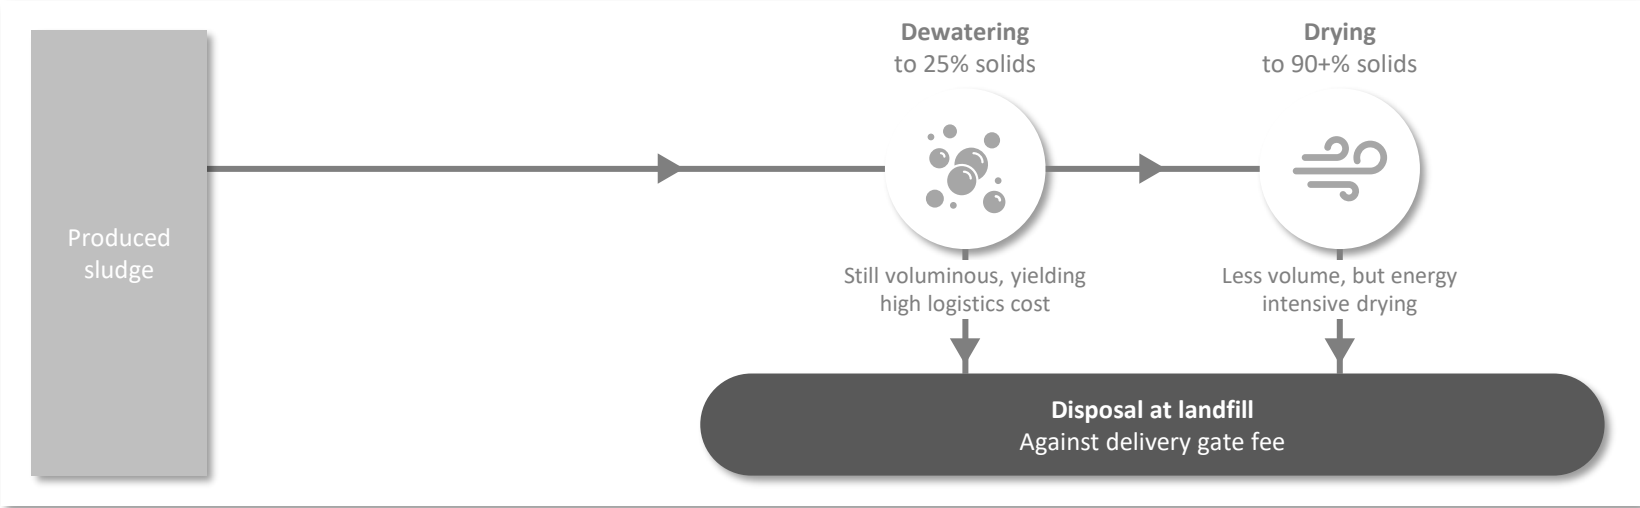 Produced
sludge
Dewatering
to 25% solids
Still voluminous, yielding
high logistics cost
Drying
to 90+% solids
Less volume, but energy
intensive drying
Disposal at landfill
Against delivery gate fee